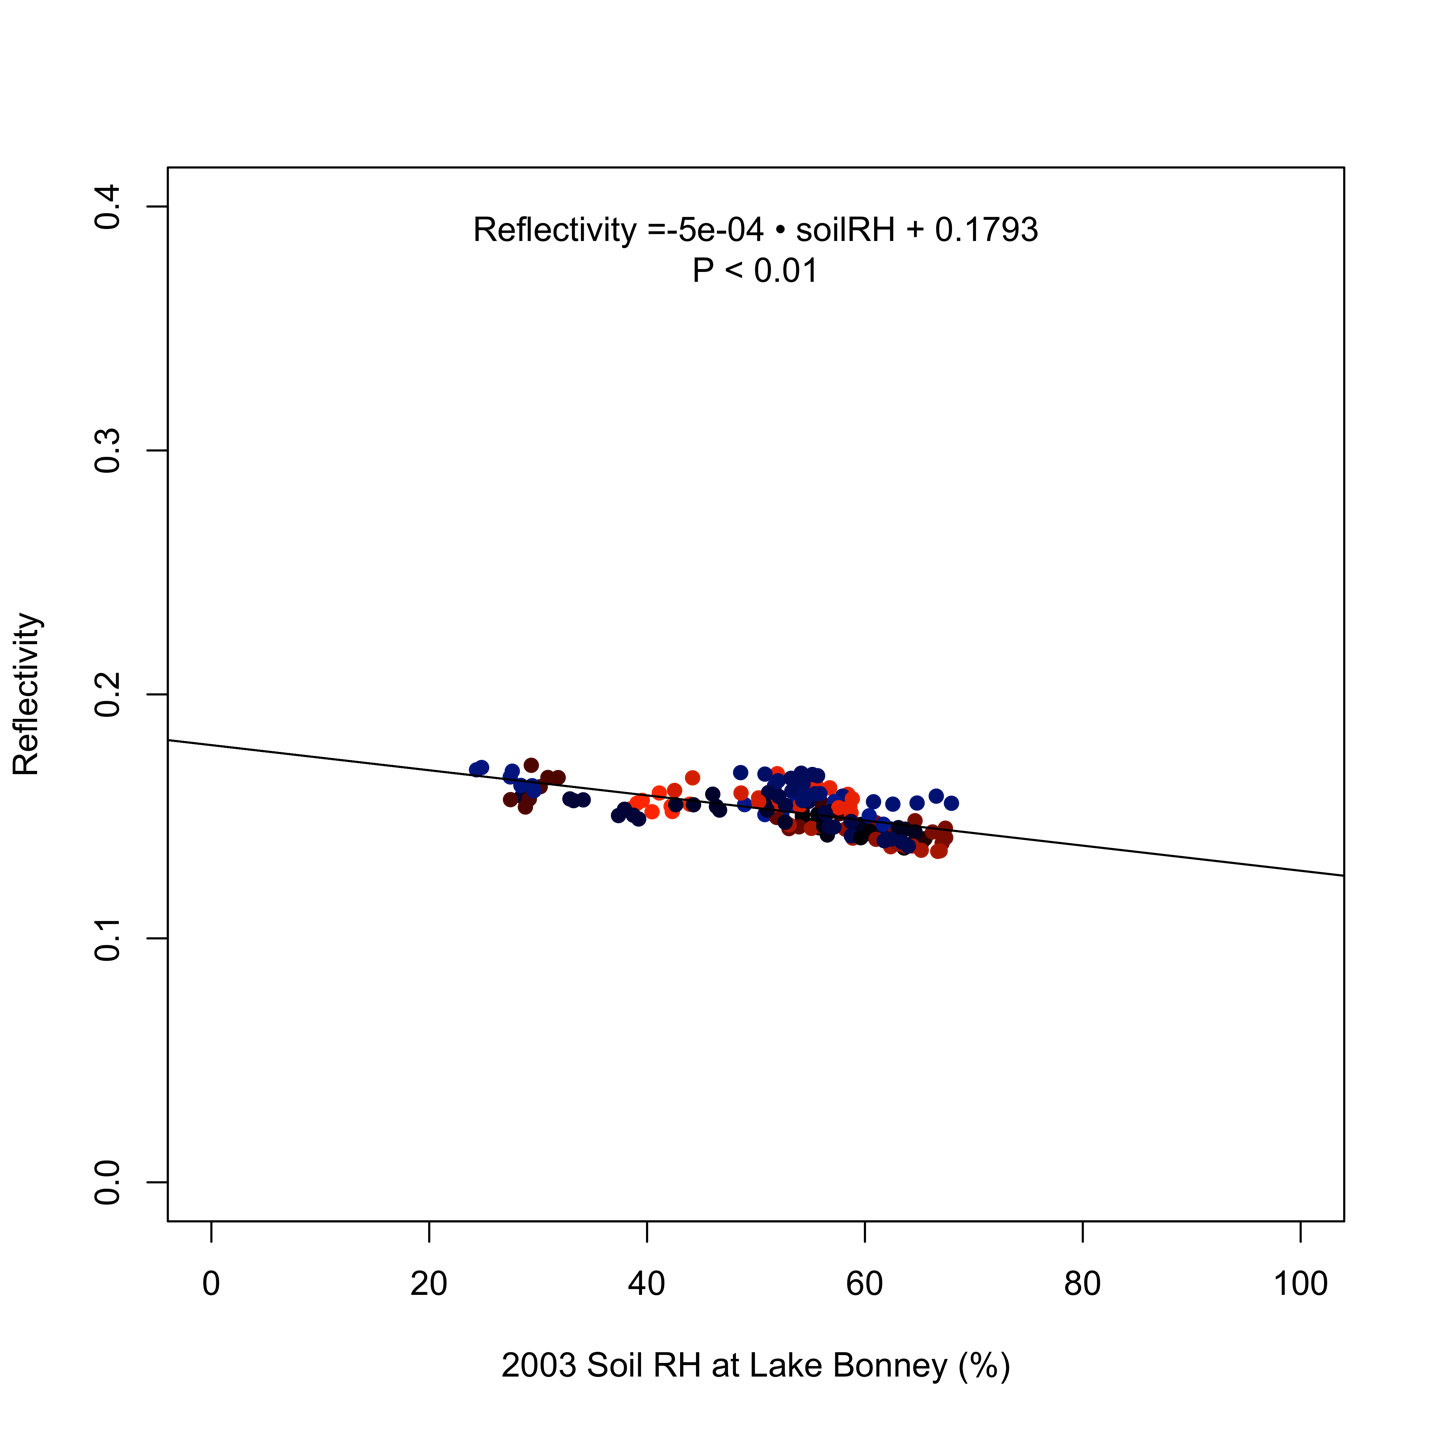 Reflectivity =-5e-04 • soilRH + 0.1793
P < 0.01
Reflectivity
0.4
0.3
0.2
0.1
0.0
0 20 40 60 80 100
2003 Soil RH at Lake Bonney (%)